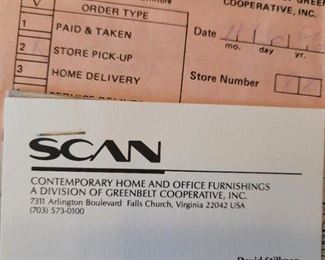 ORDER TYPE
COOPERATIVE, INC.
1 PAID & TAKEN
Date
mo. day yr.
2 STORE PICK-UP
3 HOME DELIVERY
Store Number
SCAN
CONTEMPORARY HOME AND OFFICE FURNISHINGS
A DIVISION OF GREENBELT COOPERATIVE, INC.
7311 Arlington Boulevard Falls Church, Virginia 22042 USA
(703) 573-0100